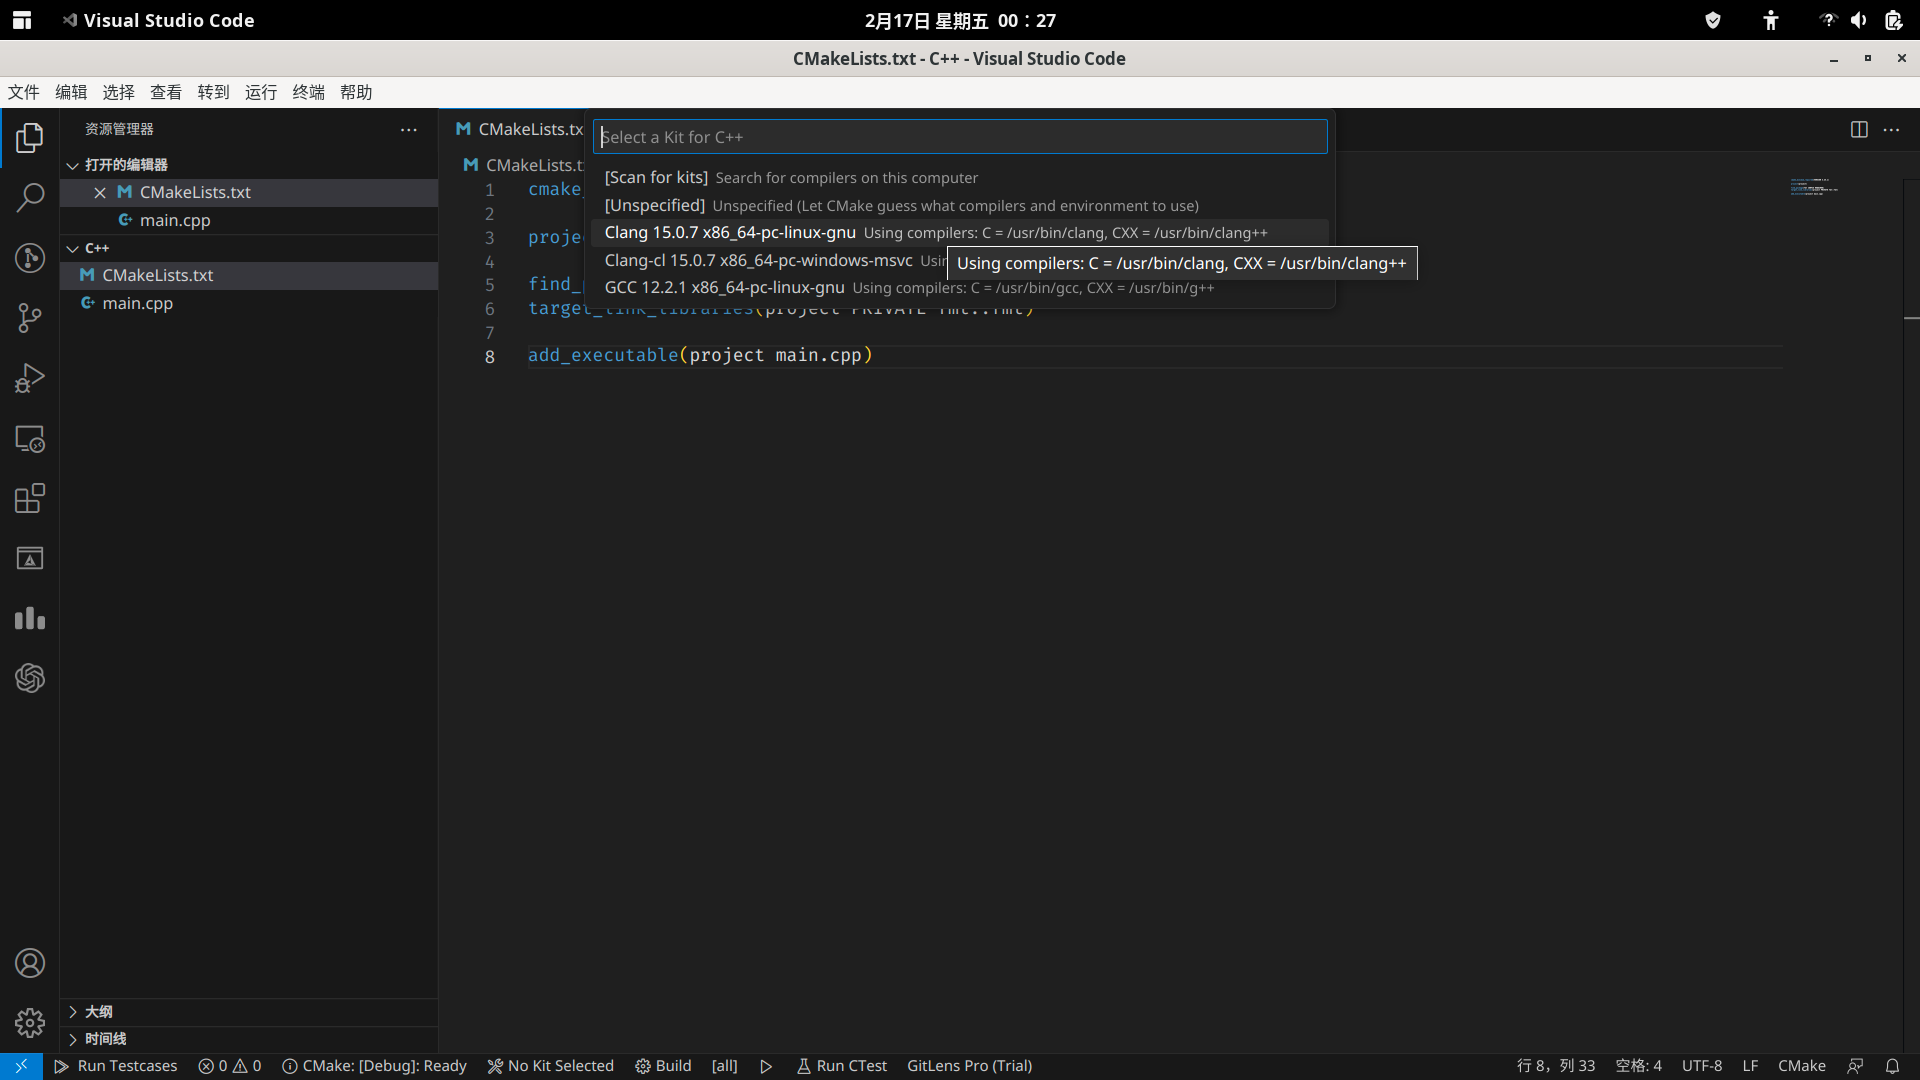 Visual Studio Code
2月17日 星期五 00：27
CMakeLists.txt - C++ - Visual Studio Code
文件 编辑 选择 查看 转到 运行 终端 帮助
资源管理器
打开的编辑器
CMakeLists.txt
main.cpp
C++
CMakeLists.txt
main.cpp
大纲
时间线
CMakeLists.tx
CMakeLists.t
Select a Kit for C++
[Scan for kits] Search for compilers on this computer
[Unspecified] Unspecified (Let CMake guess what compilers and environment to use)
Clang 15.0.7 x86_64-pc-linux-gnu Using compilers: C = /usr/bin/clang, CXX = /usr/bin/clang++
Clang-cl 15.0.7 x86_64-pc-windows-msvc Usin
Using compilers: C = /usr/bin/clang, CXX = /usr/bin/clang++
GCC 12.2.1 x86_64-pc-linux-gnu Using compilers: C = /usr/bin/gcc, CXX = /usr/bin/g++
1 cmake_
2
3 projec
4
5 find_
6 target_link_libraries(project PRIVATE fmt::fmt)
7
8 add_executable(project main.cpp)
Run Testcases 0 0 CMake: [Debug]: Ready No Kit Selected Build [all] Run CTest GitLens Pro (Trial) 行 8，列 33 空格: 4 UTF-8 LF CMake